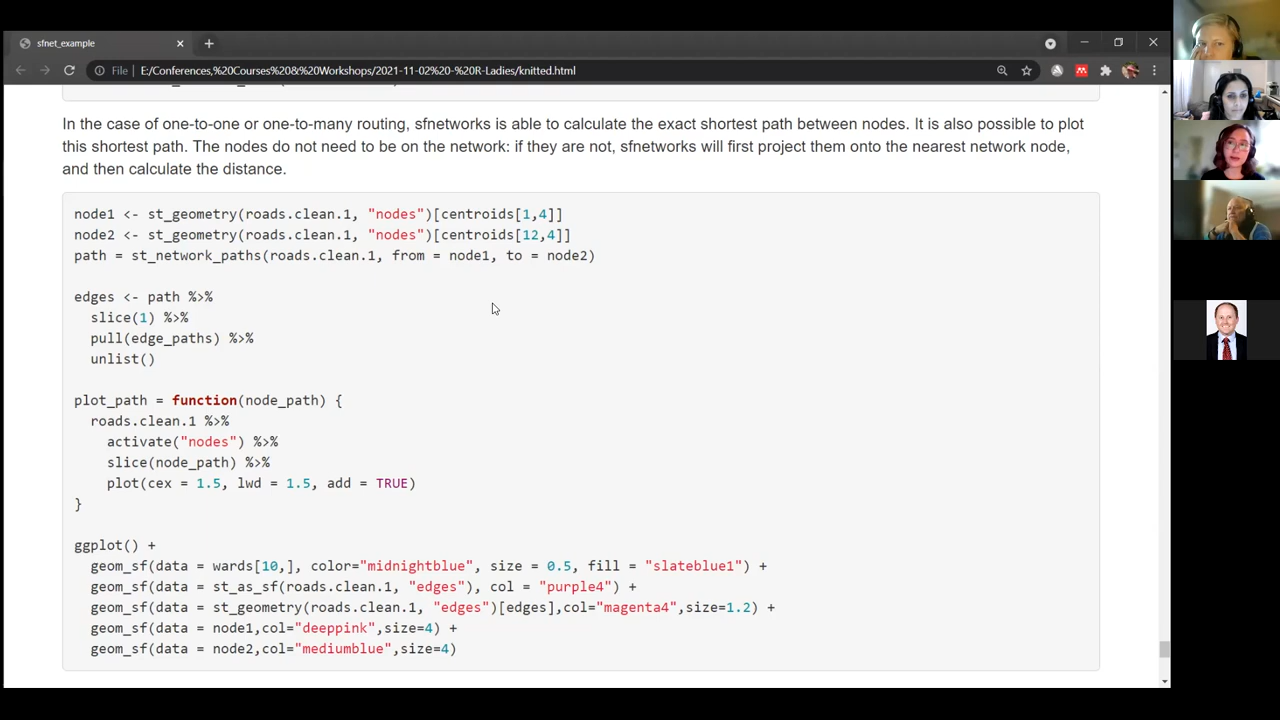 sfnet_example
File
E:/Conferences,%20Courses%20&%20Workshops/2021-11-02%20-%20R-Ladies/knitted.html
In the case of one-to-one or one-to-many routing, sfnetworks is able to calculate the exact shortest path between nodes. It is also possible to plot
this shortest path. The nodes do not need to be on the network: if they are not, sfnetworks will first project them onto the nearest network node,
and then calculate the distance.
node1 <- st_geometry(roads.clean.1, "nodes")[centroids[1,4]]
node2 <- st_geometry(roads.clean.1, "nodes")[centroids[12,4]]
path = st_network_paths(roads.clean.1, from = node1, to = node2)
edges <- path %>%
  slice(1) %>%
  pull(edge_paths) %>%
  unlist()
plot_path = function(node_path) {
  roads.clean.1 %>%
    activate("nodes") %>%
    slice(node_path) %>%
    plot(cex = 1.5, lwd = 1.5, add = TRUE)
}
ggplot() +
  geom_sf(data = wards[10,], color="midnightblue", size = 0.5, fill = "slateblue1") +
  geom_sf(data = st_as_sf(roads.clean.1, "edges"), col = "purple4") +
  geom_sf(data = st_geometry(roads.clean.1, "edges")[edges],col="magenta4",size=1.2) +
  geom_sf(data = node1,col="deeppink",size=4) +
  geom_sf(data = node2,col="mediumblue",size=4)